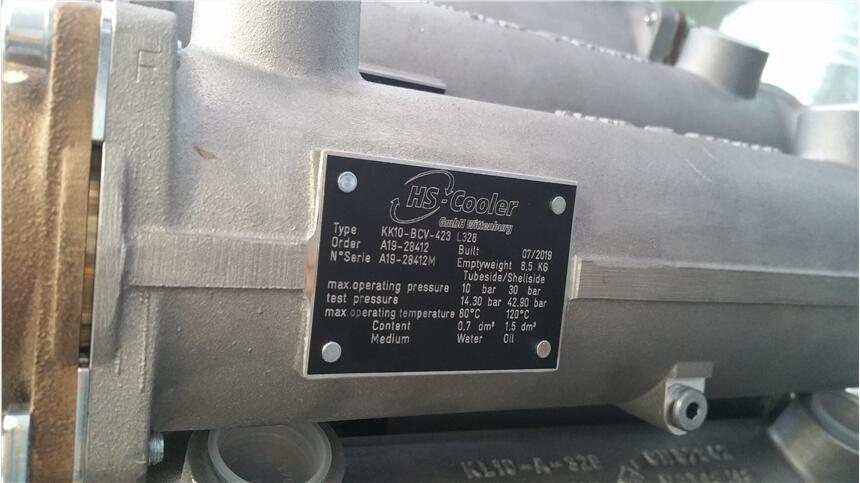 HS-Cooler
GmbH Wittenburg
Type KK10-BCV-423 L328
Order A19-28412 Built 07/2019
N°Serie A19-28412M Emptyweight 6,5 KG
Tubeside/Shellside
max.operating pressure 10 bar 30 bar
test pressure 14,30 bar 42,90 bar
max.operating temperature 80°C 120°C
Content 0,7 dm³ 1,5 dm³
Medium Water Oil
KL10-A-328